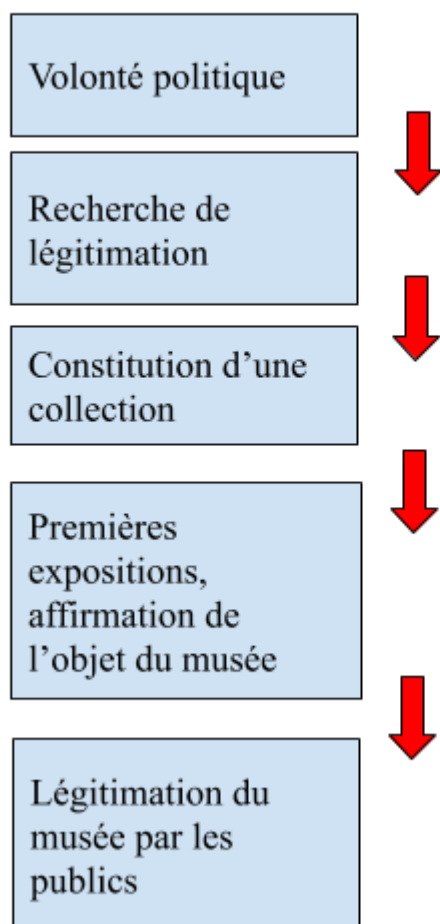 Volonté politique
Recherche de
légitimation
Constitution d’une
collection
Premières
expositions,
affirmation de
l’objet du musée
Légitimation du
musée par les
publics